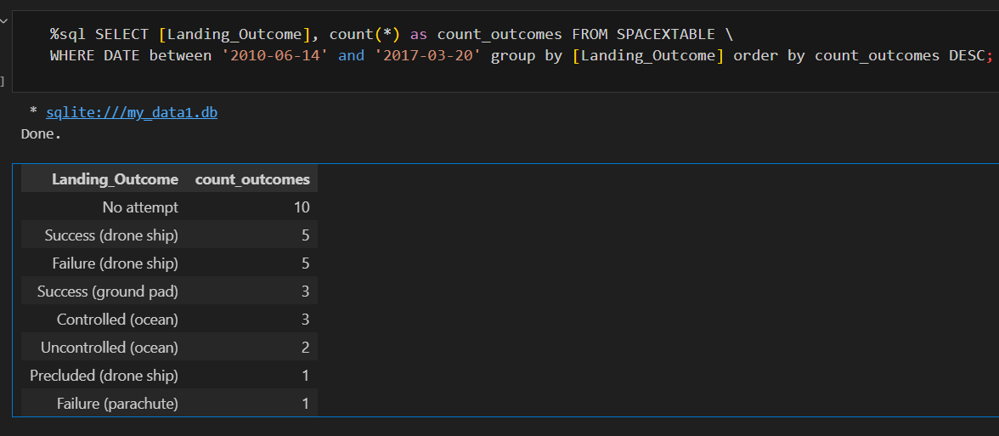 %sql SELECT [Landing_Outcome], count(*) as count_outcomes FROM SPACEXTABLE \
WHERE DATE between '2010-06-14' and '2017-03-20' group by [Landing_Outcome] order by count_outcomes DESC;
]
* sqlite:///my_data1.db
Done.
Landing_Outcome count_outcomes
No attempt 10
Success (drone ship) 5
Failure (drone ship) 5
Success (ground pad) 3
Controlled (ocean) 3
Uncontrolled (ocean) 2
Precluded (drone ship) 1
Failure (parachute) 1